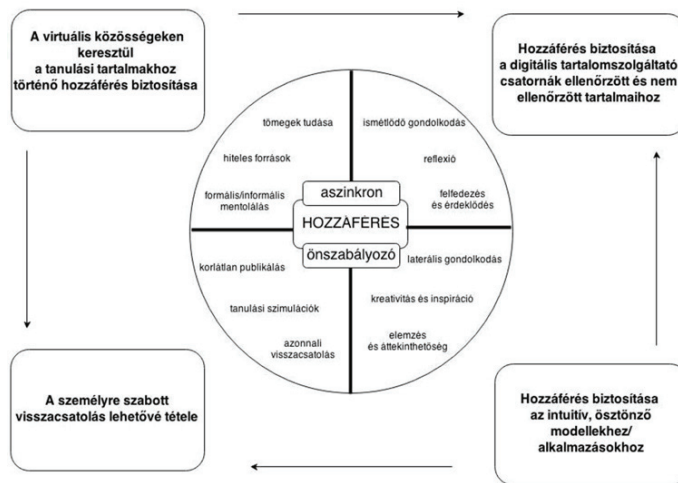 A virtuális közösségeken
keresztül
a tanulási tartalmakhoz
történő hozzáférés biztosítása
Hozzáférés biztosítása
a digitális tartalomszolgáltató
csatornák ellenőrzött és nem
ellenőrzött tartalmaihoz
tömegek tudása
hiteles források
formális/informális
mentolálás
ismétlődő gondolkodás
reflexió
felfedezés
és érdeklődés
aszinkron
HOZZÁFÉRÉS
önszabályozó
korlátlan publikálás
tanulási szimulációk
azonnali
visszacsatolás
laterális gondolkodás
kreativitás és inspiráció
elemzés
és áttekinthetőség
A személyre szabott
visszacsatolás lehetővé tétele
Hozzáférés biztosítása
az intuitív, ösztönző
modellekhez/
alkalmazásokhoz